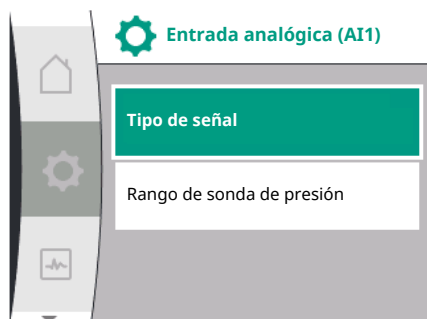 Entrada analógica (AI1)
Tipo de señal
Rango de sonda de presión